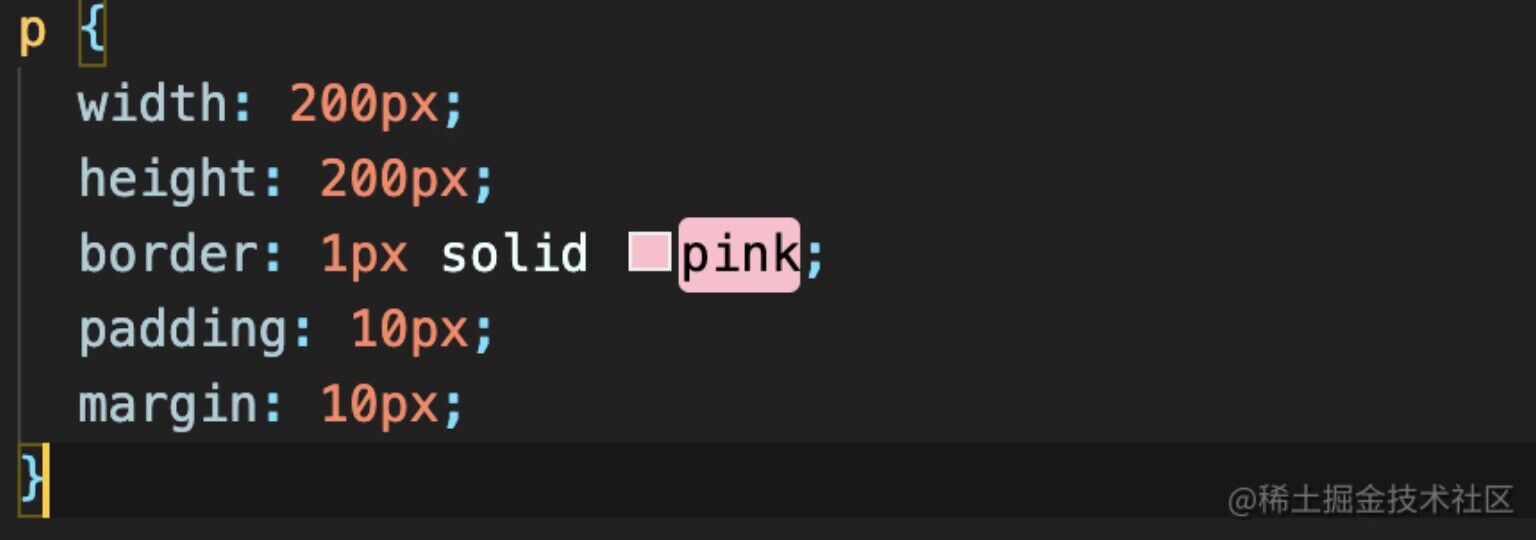 p {
width: 200px;
height: 200px;
border: 1px solid pink;
padding: 10px;
margin: 10px;
}
@稀土掘金技术社区